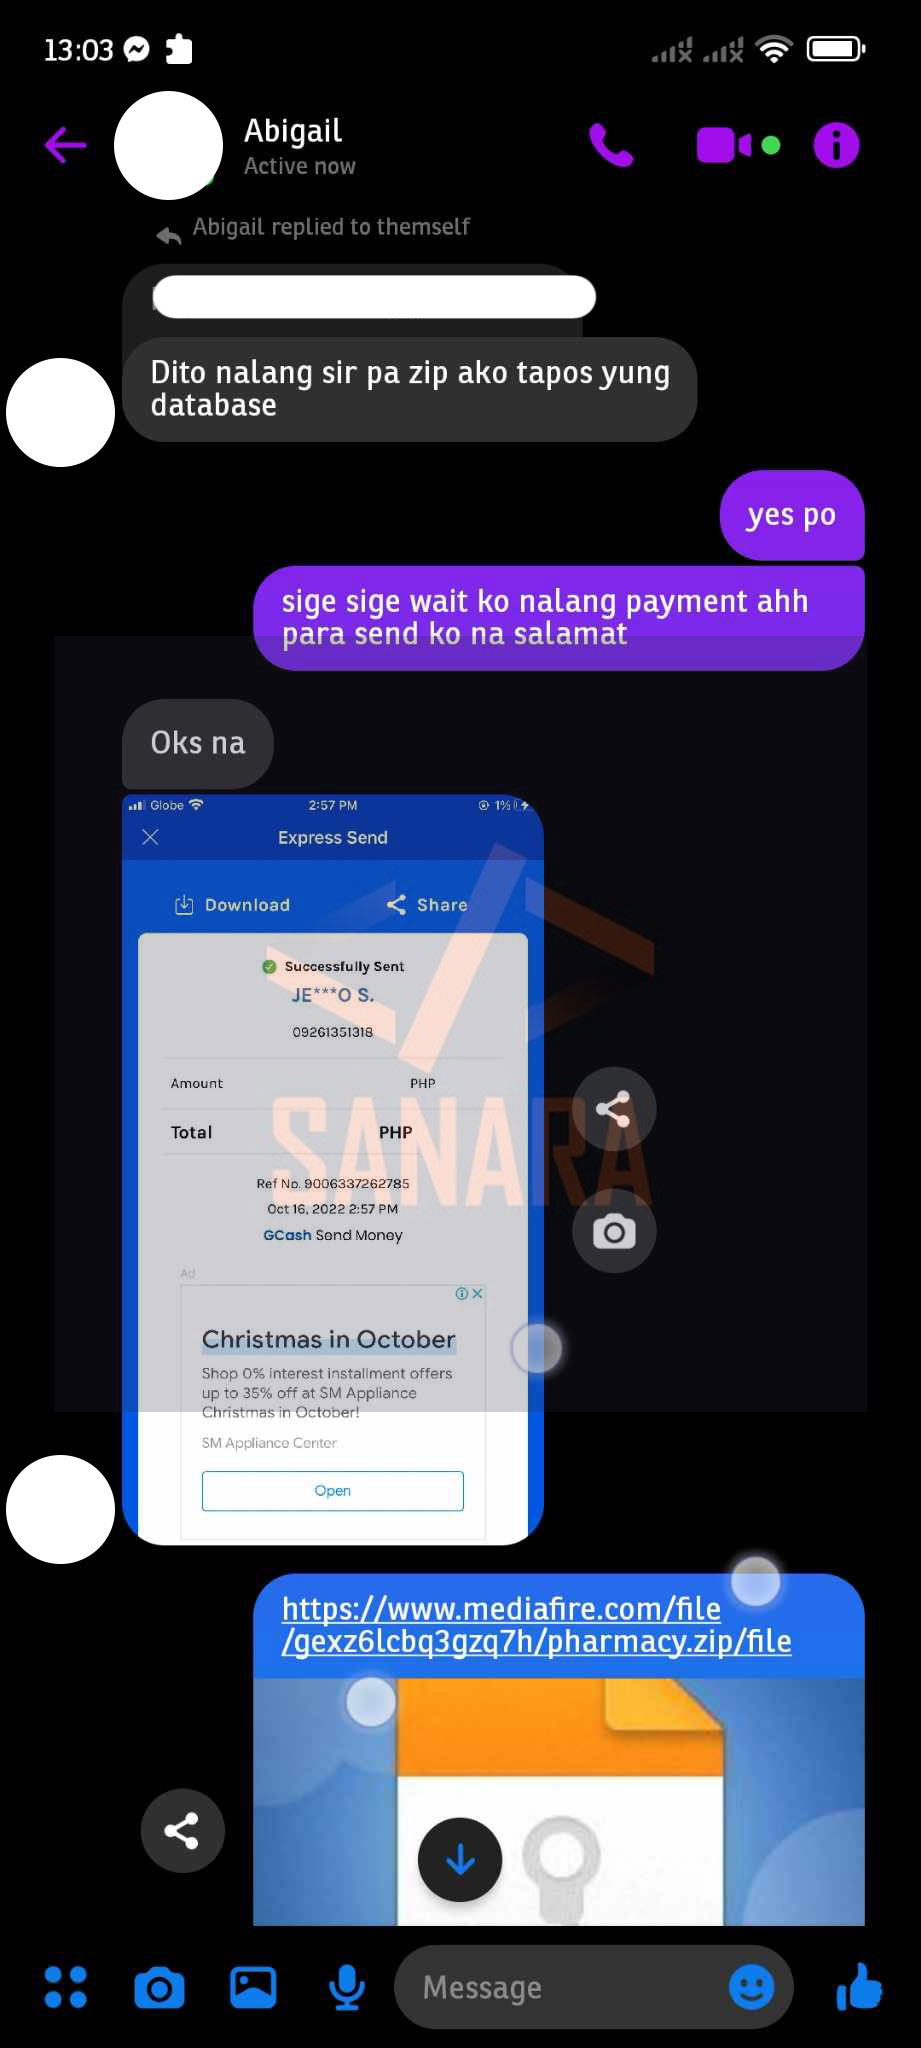 13:03
Abigail
Active now
Abigail replied to themself
Dito nalang sir pa zip ako tapos yung
database
yes po
sige sige wait ko nalang payment ahh
para send ko na salamat
Oks na
Globe 2:57 PM 1%
Express Send
Download Share
Successfully Sent
JE***O S.
09261351318
Amount PHP
Total PHP
SANARA
Ref No. 9006337262785
Oct 16, 2022 2:57 PM
GCash Send Money
Ad
Christmas in October
Shop 0% interest installment offers
up to 35% off at SM Appliance
Christmas in October!
SM Appliance Center
Open
https://www.mediafire.com/file
/gexz6lcbq3gzq7h/pharmacy.zip/file
Message